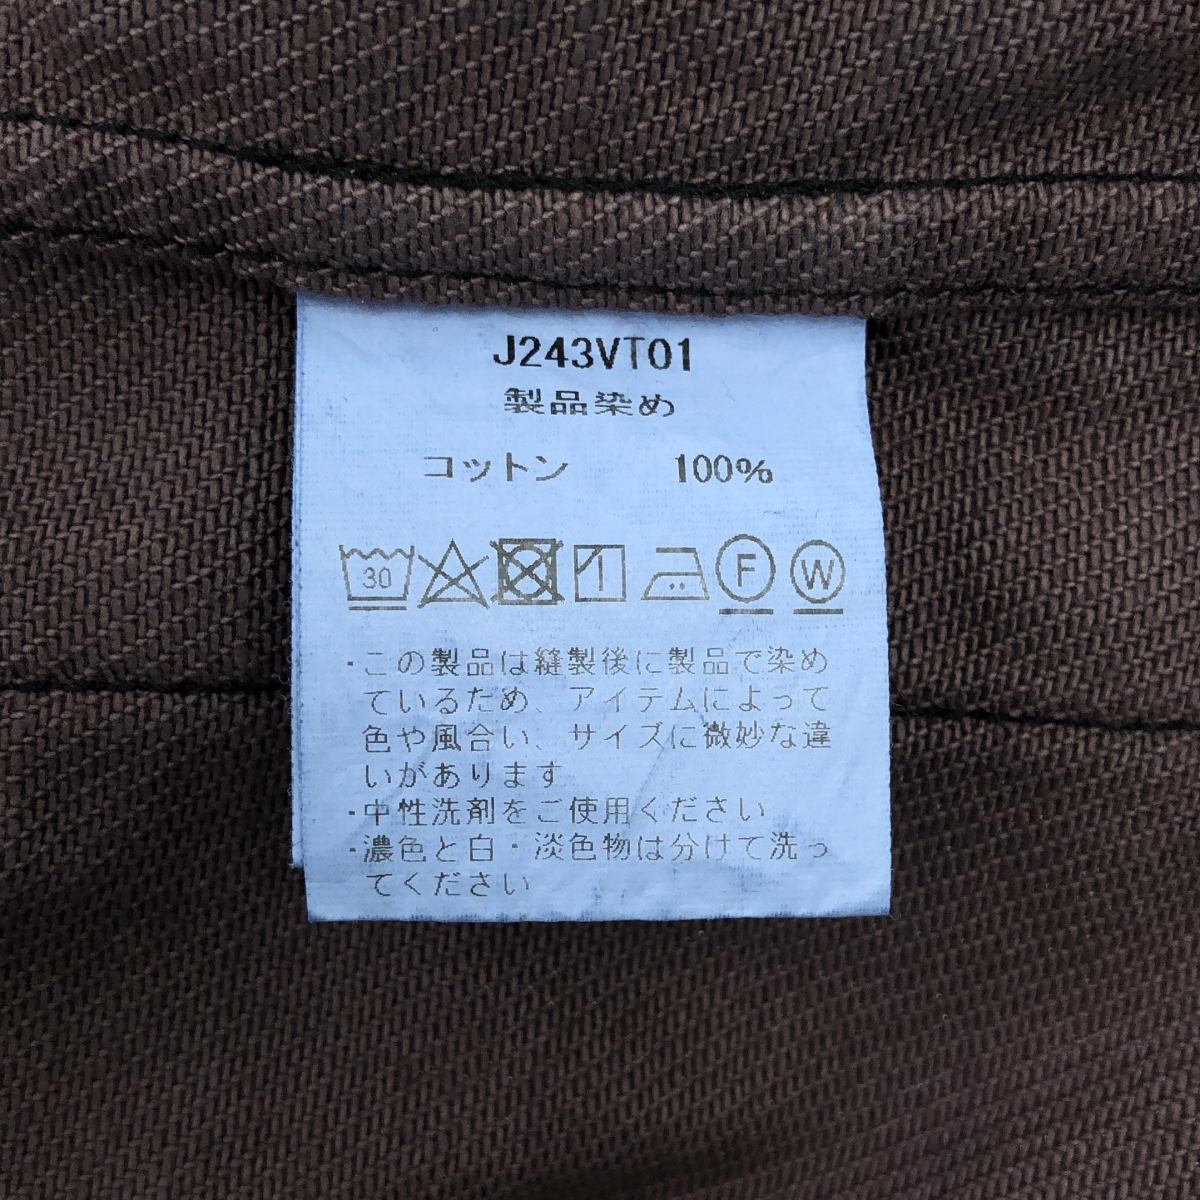 J243VT01
製品染め
コットン 100%
30 F W
・この製品は縫製後に製品で染め
ているため、アイテムによって
色や風合い、サイズに微妙な違
いがあります
・中性洗剤をご使用ください
・濃色と白・淡色物は分けて洗っ
てください